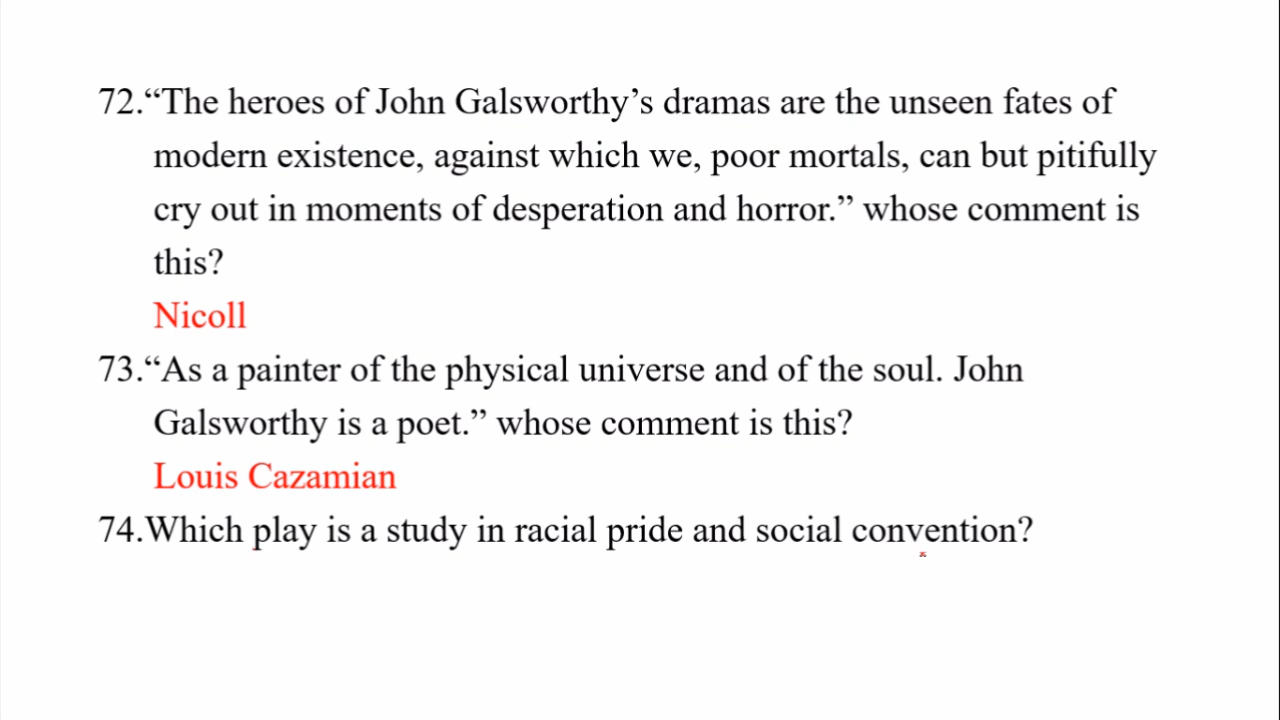 72.“The heroes of John Galsworthy’s dramas are the unseen fates of
modern existence, against which we, poor mortals, can but pitifully
cry out in moments of desperation and horror.” whose comment is
this?
Nicoll
73.“As a painter of the physical universe and of the soul. John
Galsworthy is a poet.” whose comment is this?
Louis Cazamian
74.Which play is a study in racial pride and social convention?